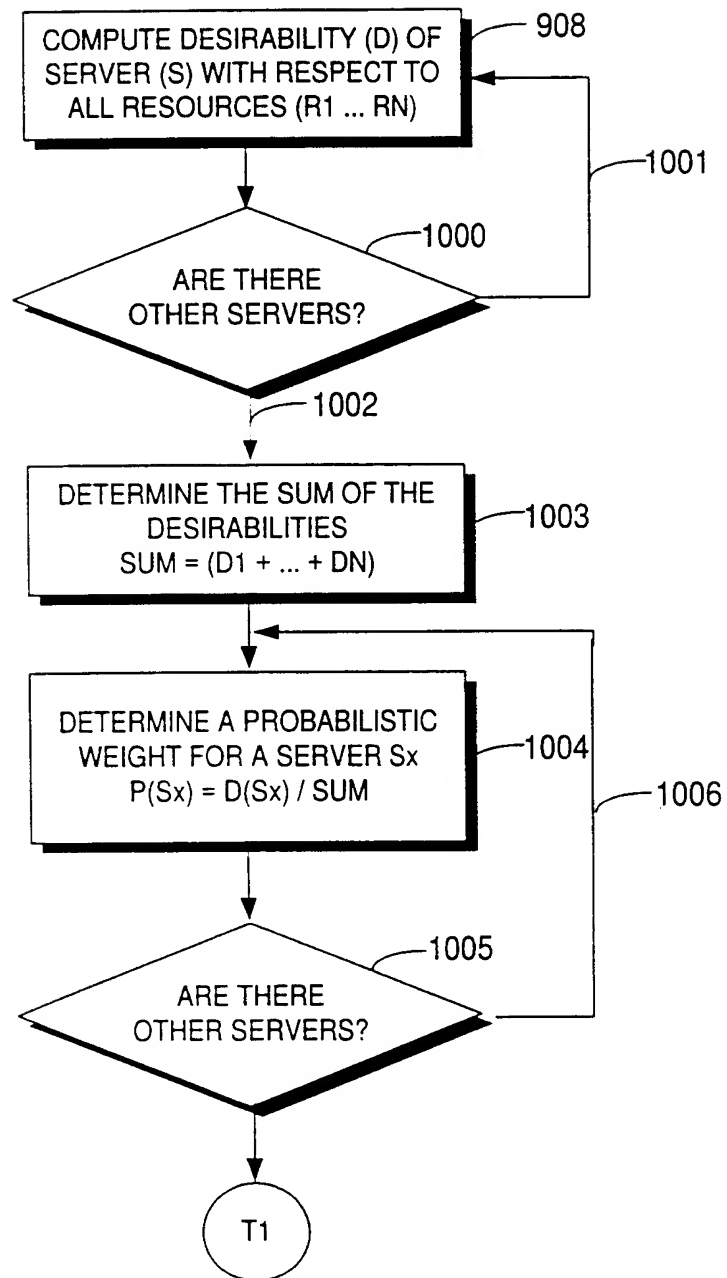 COMPUTE DESIRABILITY (D) OF
SERVER (S) WITH RESPECT TO
ALL RESOURCES (R1 ... RN)
908
1001
1000
ARE THERE
OTHER SERVERS?
1002
DETERMINE THE SUM OF THE
DESIRABILITIES
SUM = (D1 + ... + DN)
1003
DETERMINE A PROBABILISTIC
WEIGHT FOR A SERVER Sx
P(Sx) = D(Sx) / SUM
1004
1006
1005
ARE THERE
OTHER SERVERS?
T1